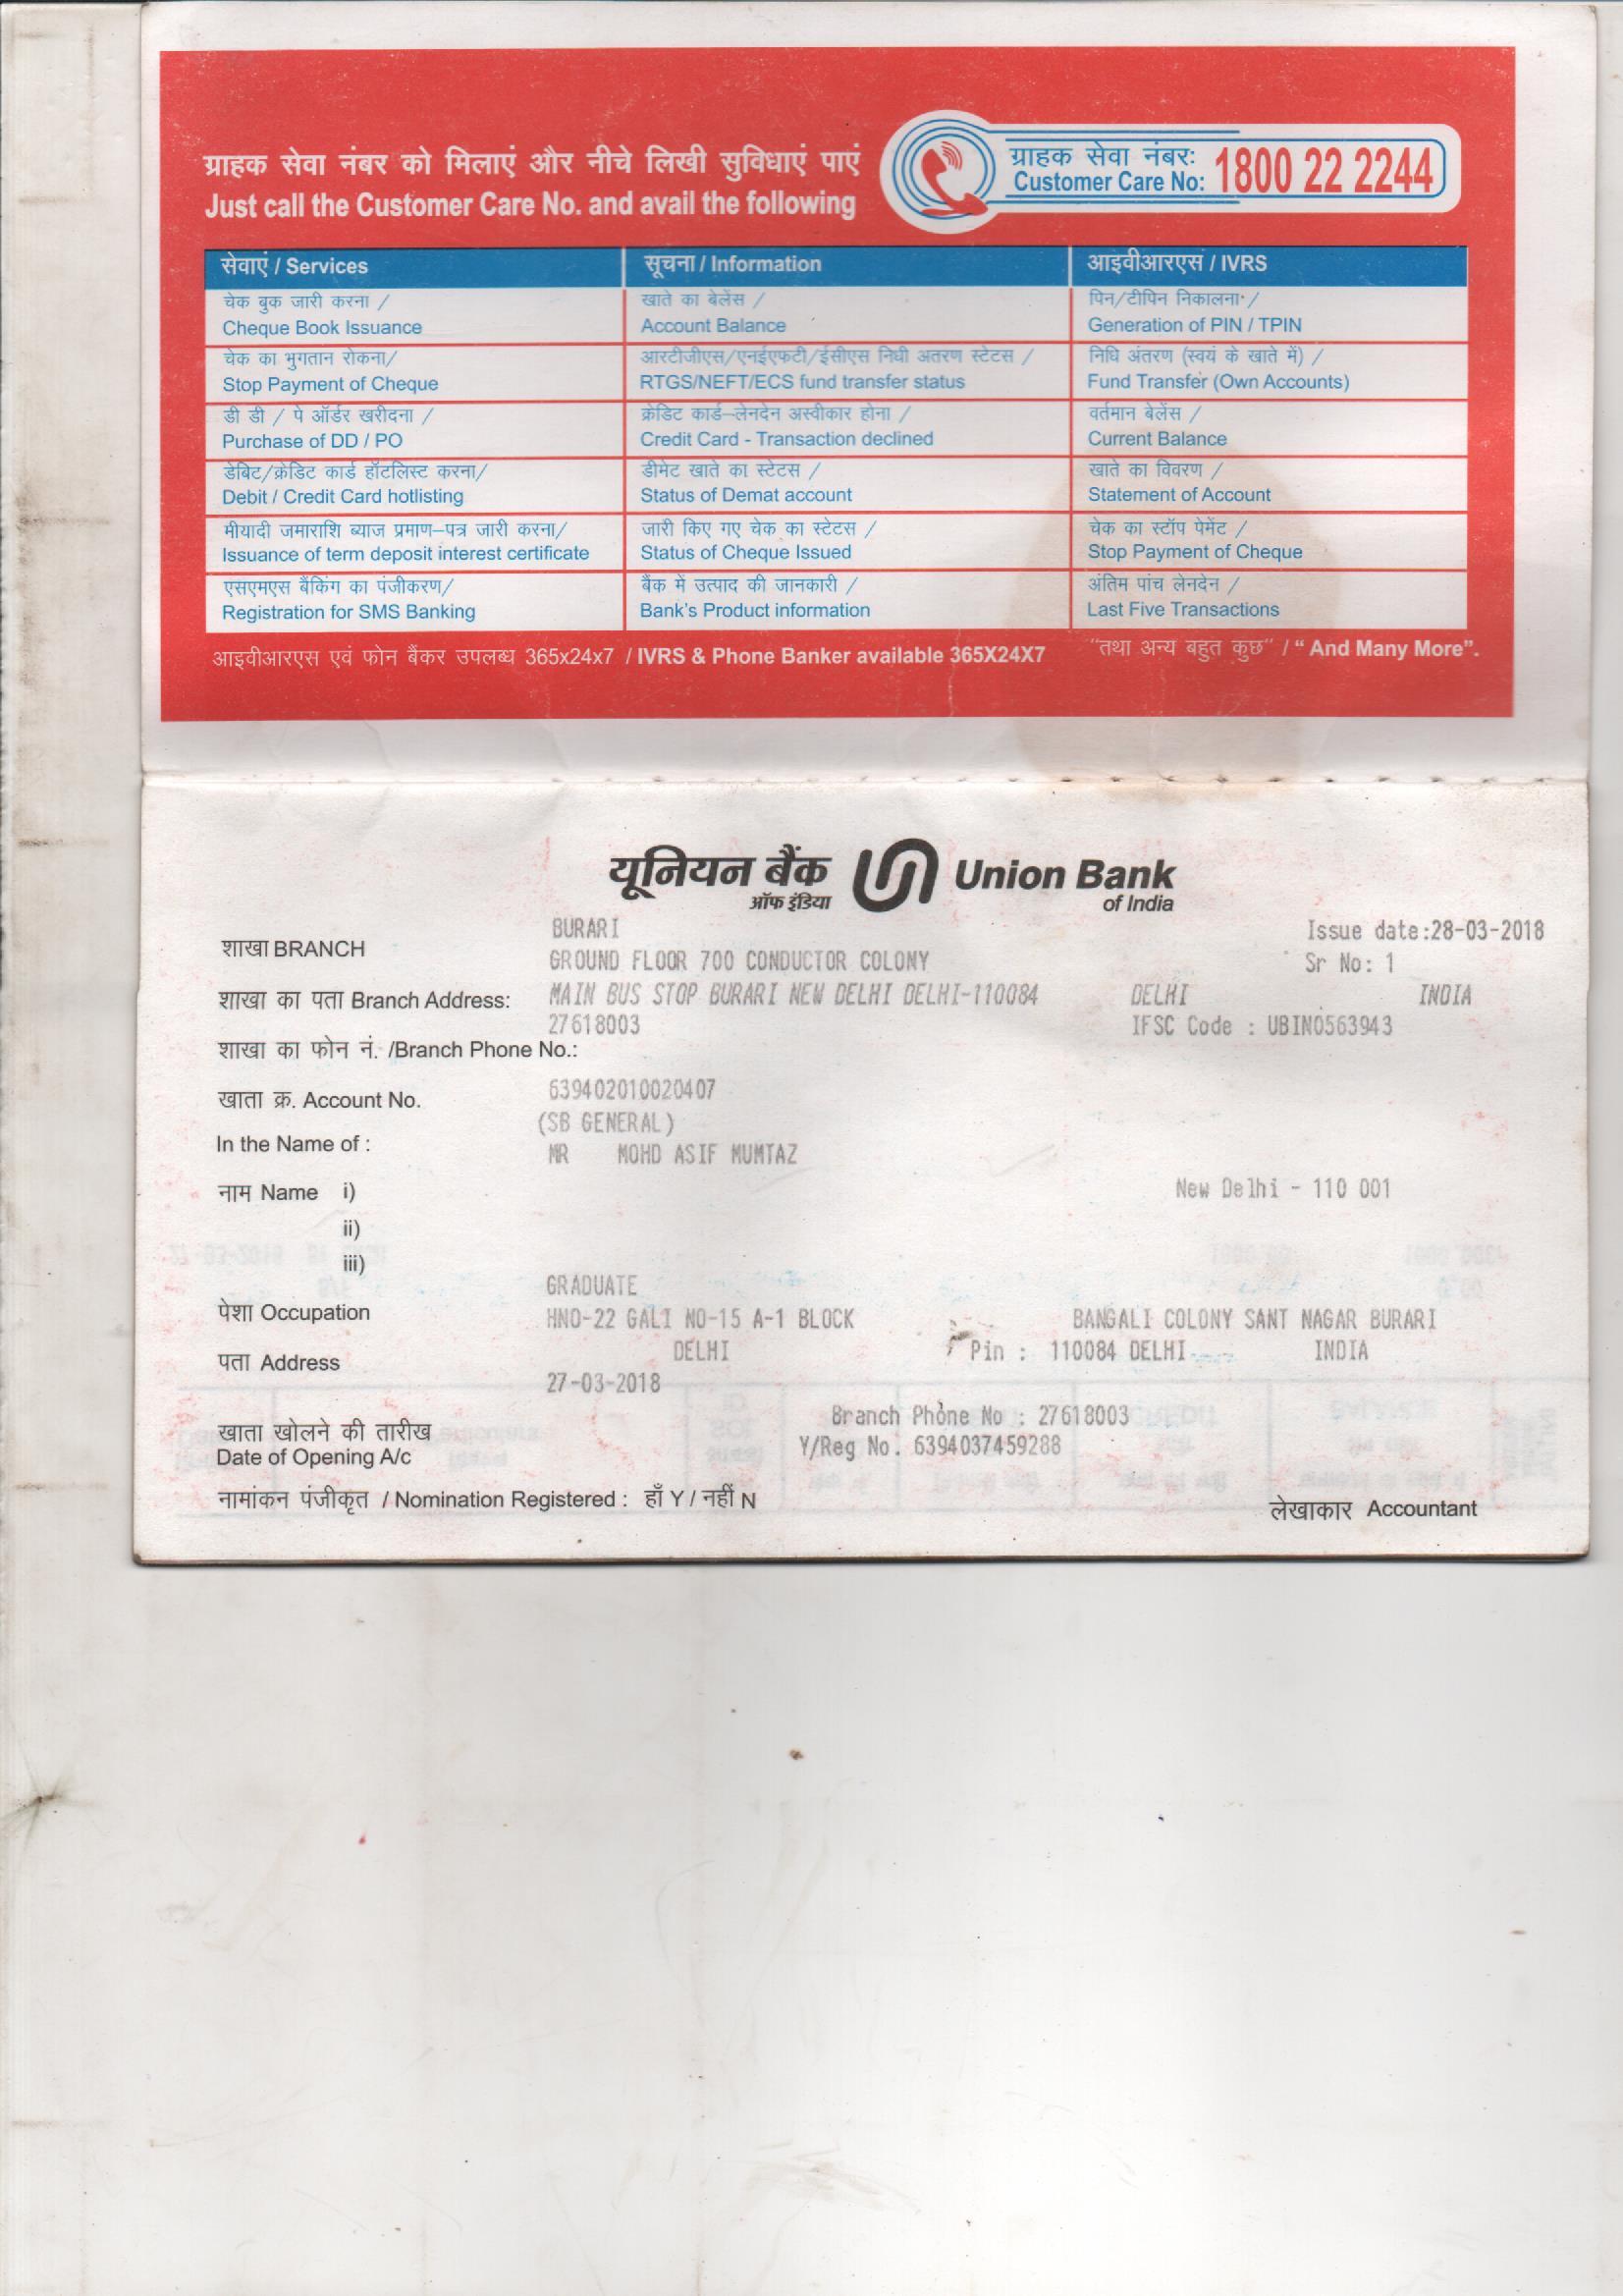 ग्राहक सेवा नंबर को मिलाएं और नीचे लिखी सुविधाएं पाएं
Just call the Customer Care No. and avail the following
ग्राहक सेवा नंबर:
Customer Care No: 1800 22 2244
सेवाएं / Services सूचना / Information आइवीआरएस / IVRS
चेक बुक जारी करना / खाते का बेलेंस / पिन/टीपिन निकालना /
Cheque Book Issuance Account Balance Generation of PIN / TPIN
चेक का भुगतान रोकना/ आरटीजीएस/एनईएफटी/ईसीएस निधी अतरण स्टेटस / निधि अंतरण (स्वयं के खाते में) /
Stop Payment of Cheque RTGS/NEFT/ECS fund transfer status Fund Transfer (Own Accounts)
डी डी / पे ऑर्डर खरीदना / क्रेडिट कार्ड–लेनदेन अस्वीकार होना / वर्तमान बेलेंस /
Purchase of DD / PO Credit Card - Transaction declined Current Balance
डेबिट/क्रेडिट कार्ड हॉटलिस्ट करना/ डीमेट खाते का स्टेटस / खाते का विवरण /
Debit / Credit Card hotlisting Status of Demat account Statement of Account
मीयादी जमाराशि ब्याज प्रमाण–पत्र जारी करना/ जारी किए गए चेक का स्टेटस / चेक का स्टॉप पेमेंट /
Issuance of term deposit interest certificate Status of Cheque Issued Stop Payment of Cheque
एसएमएस बैंकिंग का पंजीकरण/ बैंक में उत्पाद की जानकारी / अंतिम पांच लेनदेन /
Registration for SMS Banking Bank's Product information Last Five Transactions
आइवीआरएस एवं फोन बैंकर उपलब्ध 365x24x7 / IVRS & Phone Banker available 365X24X7 "तथा अन्य बहुत कुछ" / " And Many More".
यूनियन बैंक Union Bank
ऑफ इंडिया of India
BURARI Issue date:28-03-2018
शाखा BRANCH GROUND FLOOR 700 CONDUCTOR COLONY Sr No: 1
शाखा का पता Branch Address: MAIN BUS STOP BURARI NEW DELHI DELHI-110084 DELHI INDIA
27618003 IFSC Code : UBIN0563943
शाखा का फोन नं. /Branch Phone No.:
खाता क्र. Account No. 639402010020407
(SB GENERAL)
In the Name of : MR MOHD ASIF MUMTAZ
नाम Name i) New Delhi - 110 001
ii)
iii)
GRADUATE
पेशा Occupation HNO-22 GALI NO-15 A-1 BLOCK BANGALI COLONY SANT NAGAR BURARI
पता Address DELHI Pin : 110084 DELHI INDIA
27-03-2018
खाता खोलने की तारीख Branch Phone No : 27618003
Date of Opening A/c Y/Reg No. 6394037459288
नामांकन पंजीकृत / Nomination Registered : हाँ Y / नहीं N लेखाकार Accountant